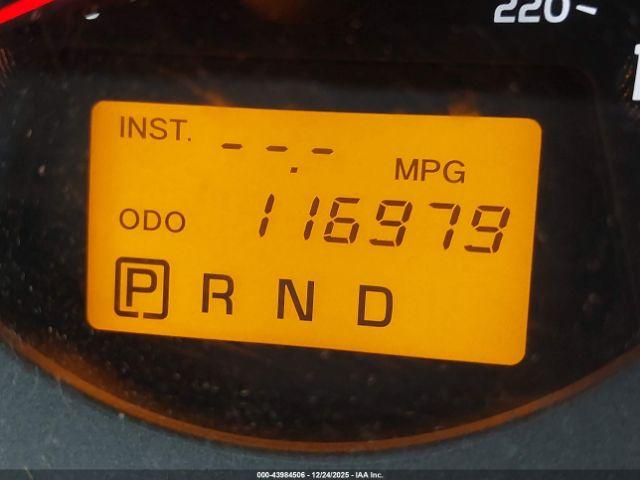 220
INST. --.- MPG
ODO 116979
P R N D
000-43984506 - 12/24/2025 - IAA Inc.